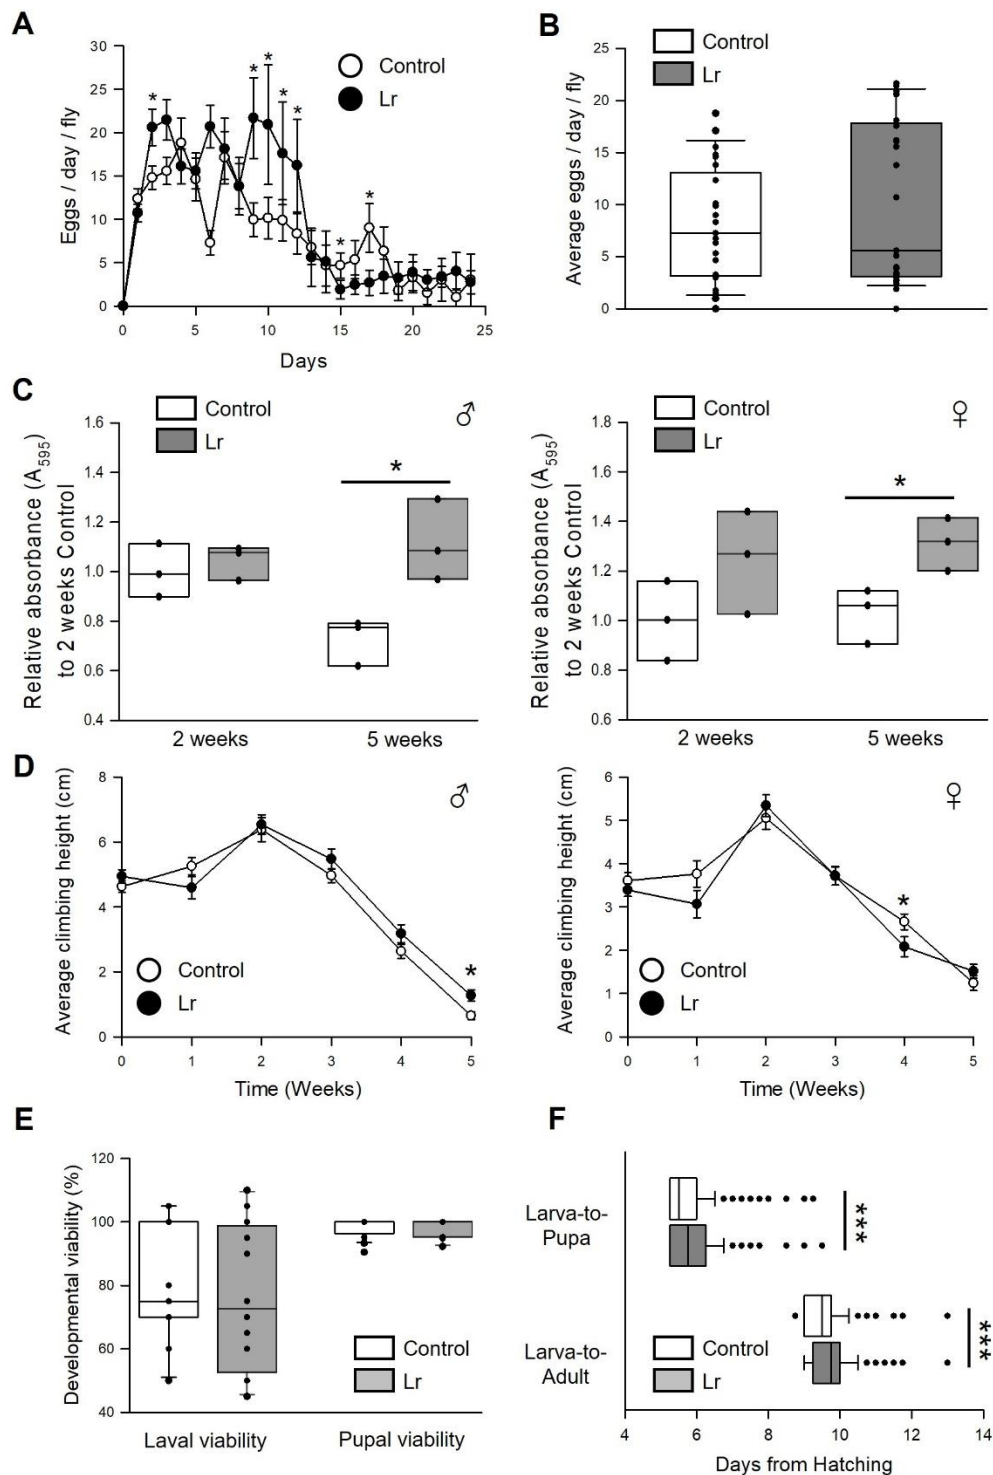 A
Eggs / day / fly
30
25
20
15
10
5
0
* * * * * * *
Control
Lr
0 5 10 15 20 25
Days
B
Average eggs / day / fly
25
20
15
10
5
0
Control
Lr
C
Relative absorbance (A595)
to 2 weeks Control
1.6
1.4
1.2
1.0
0.8
0.6
0.4
Control
Lr
♂
*
2 weeks 5 weeks
Relative absorbance (A595)
to 2 weeks Control
1.8
1.6
1.4
1.2
1.0
0.8
0.6
Control
Lr
♀
*
2 weeks 5 weeks
D
Average climbing height (cm)
8
6
4
2
0
♂
*
Control
Lr
0 1 2 3 4 5
Time (Weeks)
Average climbing height (cm)
6
5
4
3
2
1
0
♀
*
Control
Lr
0 1 2 3 4 5
Time (Weeks)
E
Developmental viability (%)
120
100
80
60
40
Control
Lr
Laval viability Pupal viability
F
Larva-to-
Pupa
***
Larva-to-
Adult
***
Control
Lr
4 6 8 10 12 14
Days from Hatching